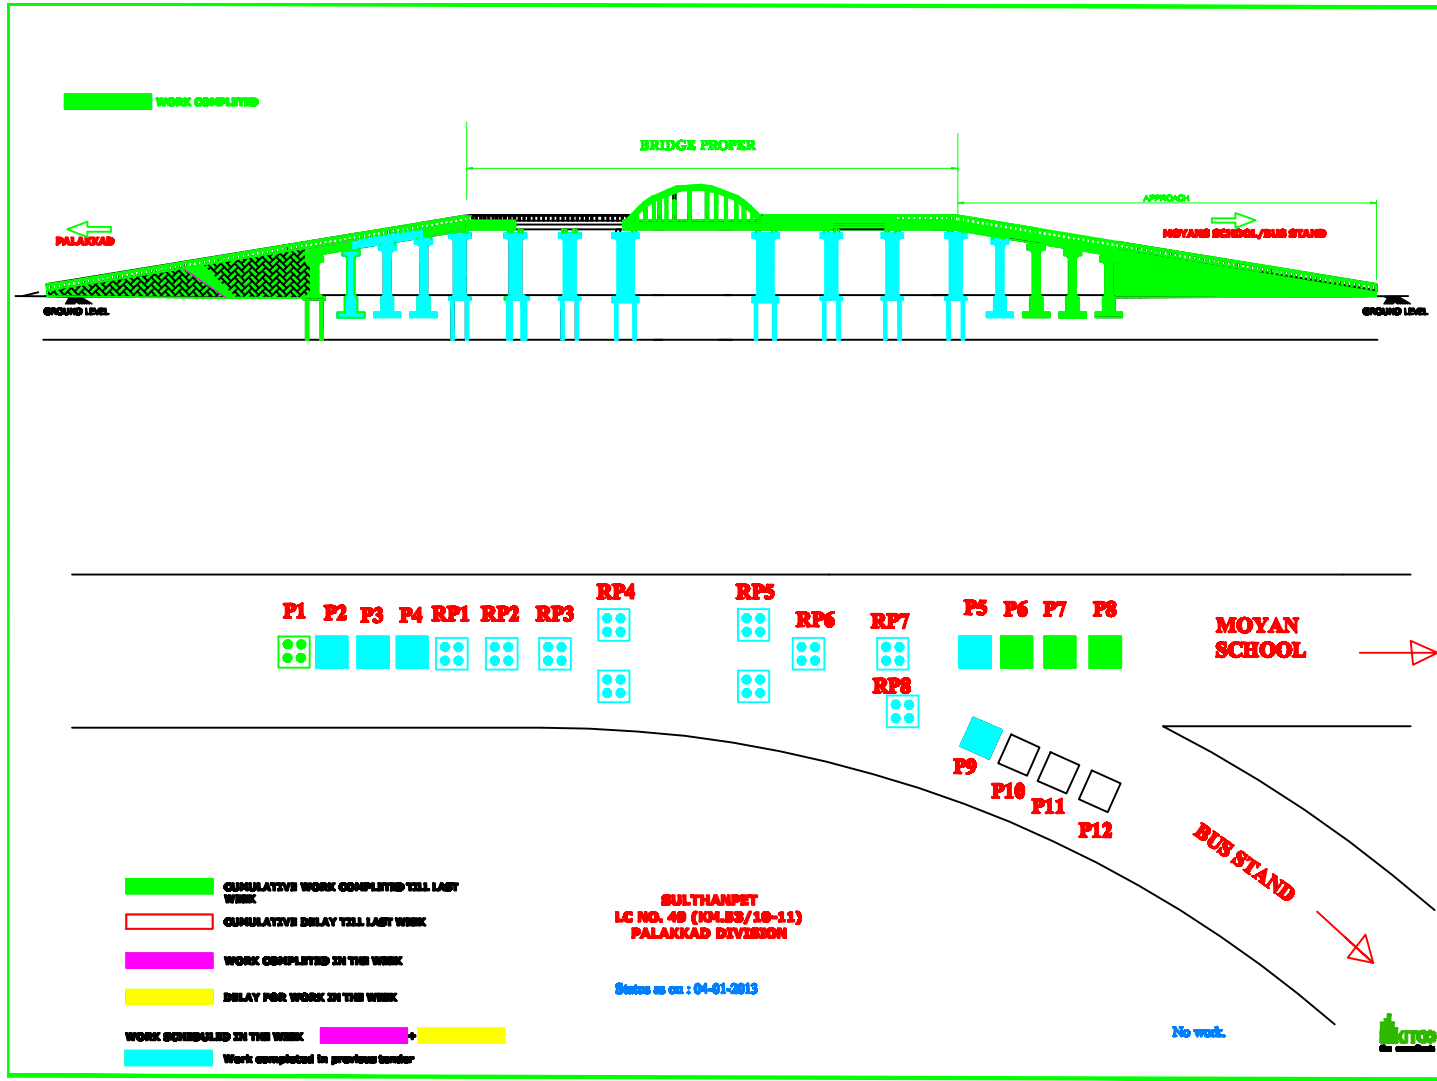 WORK COMPLETED
BRIDGE PROPER
APPROACH
PALAKKAD
MOYANS SCHOOL/BUS STAND
GROUND LEVEL
GROUND LEVEL
P1
P2
P3
P4
RP1
RP2
RP3
RP4
RP5
RP6
RP7
RP8
P5
P6
P7
P8
MOYAN
SCHOOL
P9
P10
P11
P12
BUS STAND
CUMULATIVE WORK COMPLETED TILL LAST
WEEK
CUMULATIVE DELAY TILL LAST WEEK
WORK COMPLETED IN THE WEEK
DELAY FOR WORK IN THE WEEK
WORK SCHEDULED IN THE WEEK +
Work completed in previous tender
SULTHANPET
LC NO. 49 (KM.53/10-11)
PALAKKAD DIVISION
Status as on : 04-01-2013
No work.
KITCO